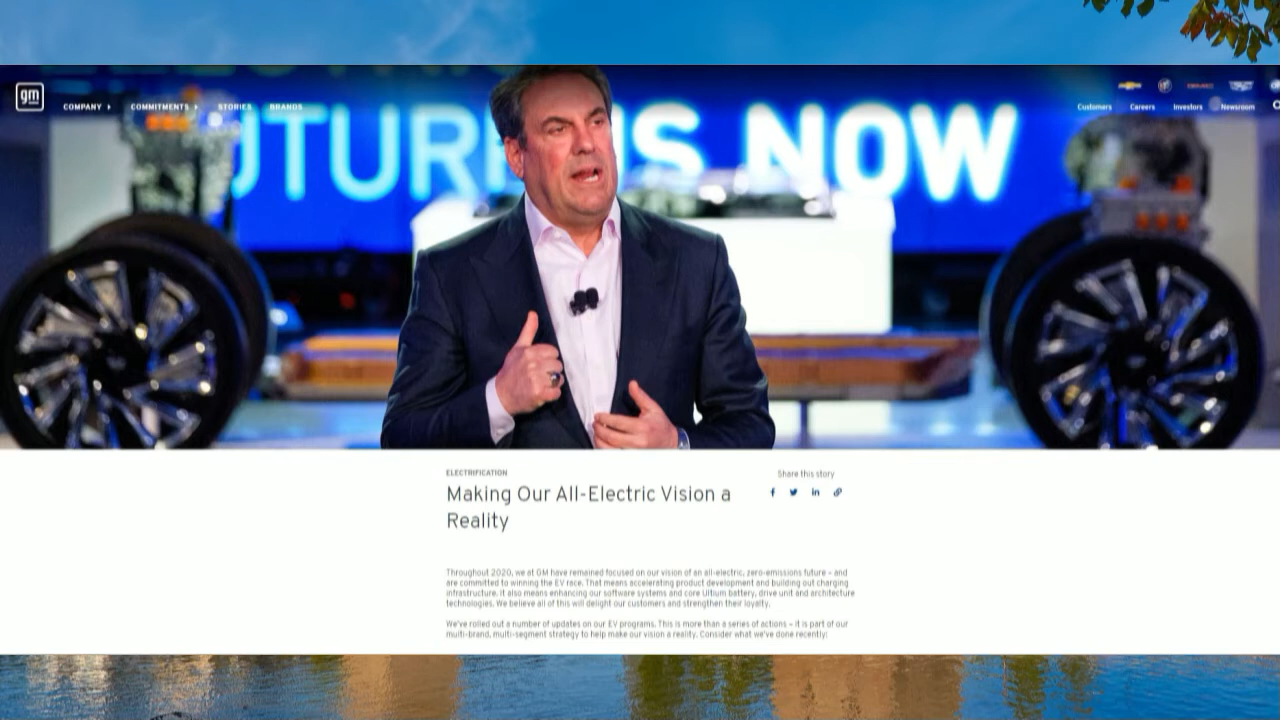 gm
COMPANY
COMMITMENTS
STORIES
BRANDS
Customers
Careers
Investors
Newsroom
UTURE IS NOW
ELECTRIFICATION
Share this story
Making Our All-Electric Vision a
Reality
Throughout 2020, we at GM have remained focused on our vision of an all-electric, zero-emissions future – and
are committed to winning the EV race. That means accelerating product development and building out charging
infrastructure. It also means enhancing our software systems and core Ultium battery, drive unit and architecture
technologies. We believe all of this will delight our customers and strengthen their loyalty.
We've rolled out a number of updates on our EV programs. This is more than a series of actions – it is part of our
multi-brand, multi-segment strategy to help make our vision a reality. Consider what we've done recently: